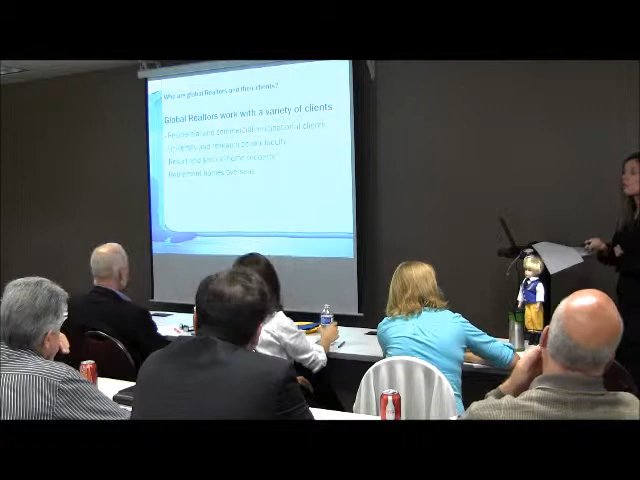 Who are global Realtors and their clients?
Global Realtors work with a variety of clients
- Residential and commercial multinational clients
University and research center faculty
Resort and second home property
Retirement homes overseas